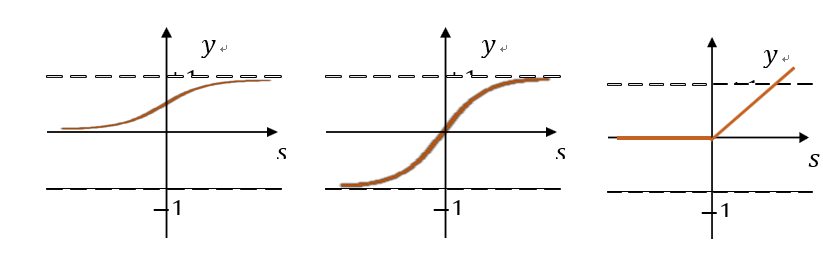 y y y
s s s
−1 −1 −1